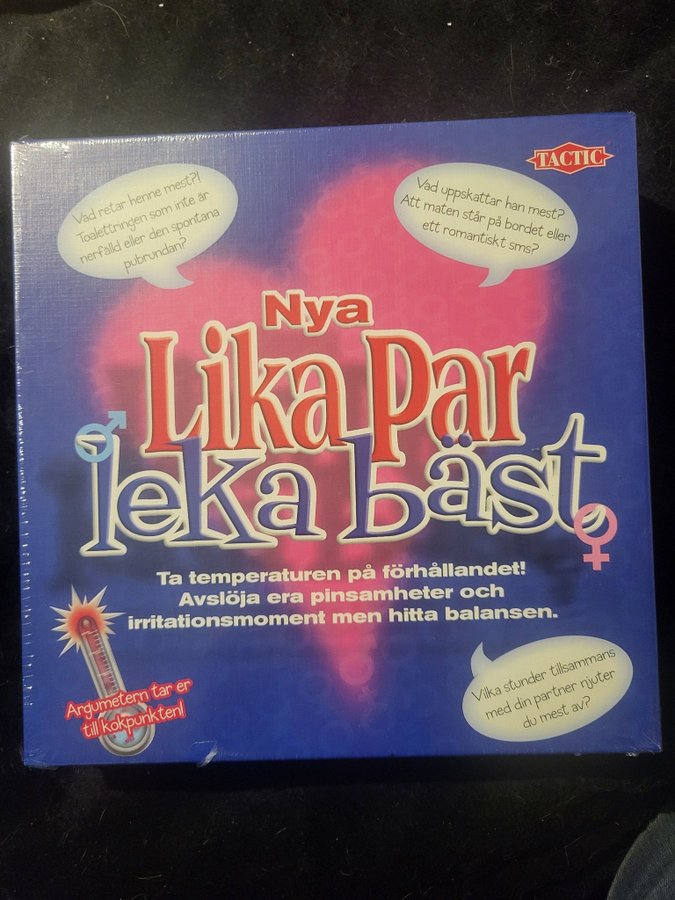 TACTIC
Vad retar henne mest?!
Toalettringen som inte är
nerfälld eller den spontana
pubrundan?
Vad uppskattar han mest?
Att maten står på bordet eller
ett romantiskt sms?
Nya
Lika Par
leka bäst
Ta temperaturen på förhållandet!
Avslöja era pinsamheter och
irritationsmoment men hitta balansen.
Argumetern tar er
till kokpunkten!
Vilka stunder tillsammans
med din partner njuter
du mest av?